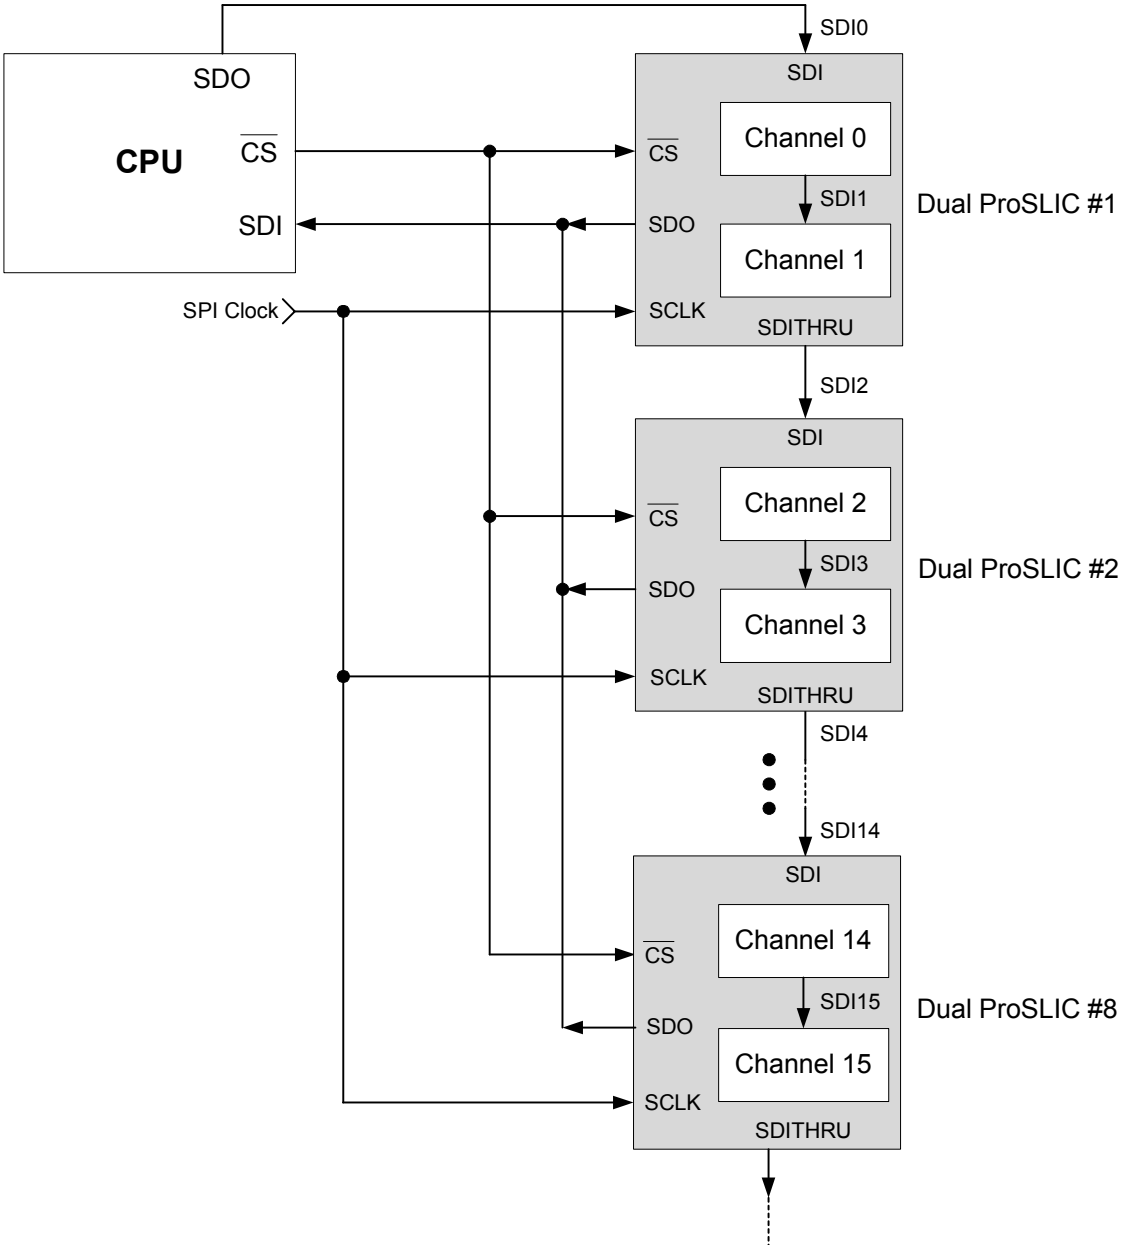 SDI0
SDO
SDI
CPU
CS
CS
Channel 0
SDI1
Dual ProSLIC #1
SDI
SDO
Channel 1
SPI Clock
SCLK
SDITHRU
SDI2
SDI
CS
Channel 2
SDI3
Dual ProSLIC #2
SDO
Channel 3
SCLK
SDITHRU
SDI4
SDI14
SDI
CS
Channel 14
SDI15
Dual ProSLIC #8
SDO
Channel 15
SCLK
SDITHRU